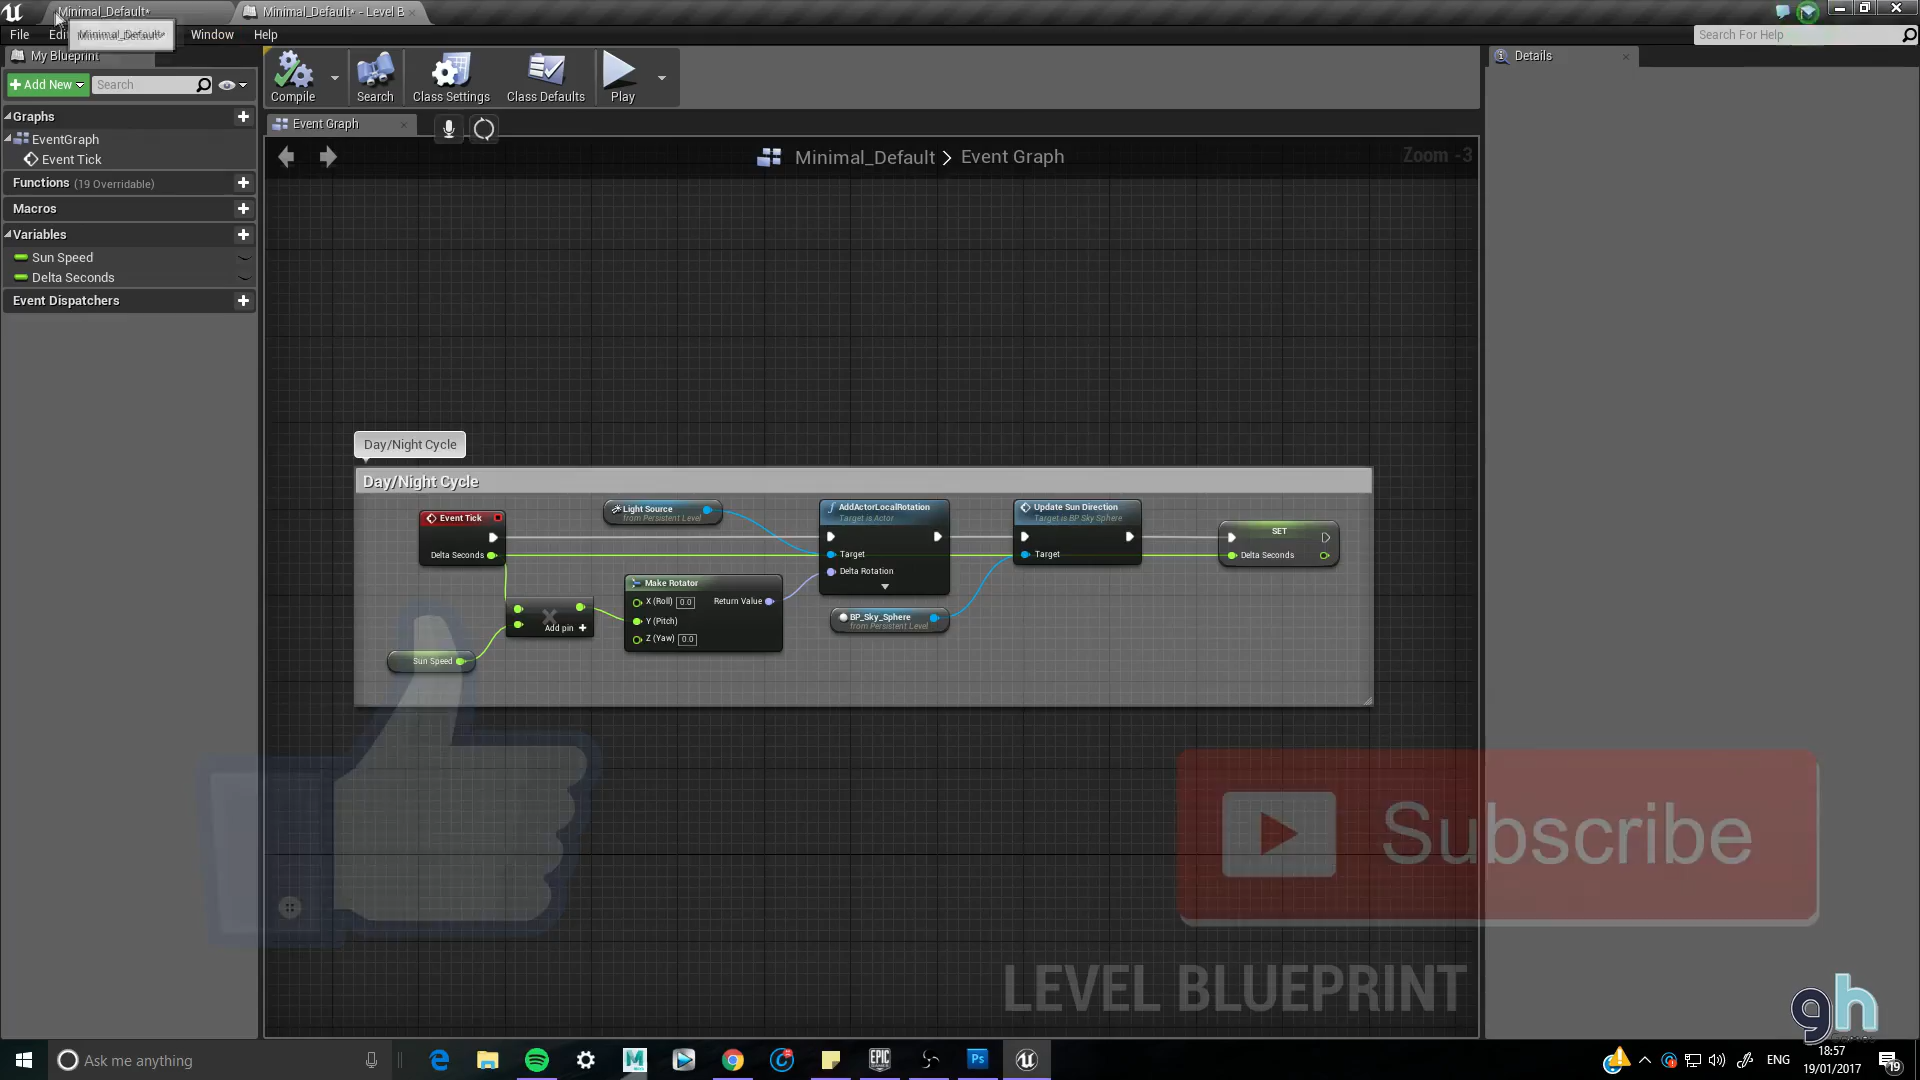 Minimal_Default*
Minimal_Default* - Level B
File
Edit
Minimal_Default*
Window
Help
Search For Help
My Blueprint
Add New
Search
Compile
Search
Class Settings
Class Defaults
Play
Details
Graphs
EventGraph
Event Tick
Functions (19 Overridable)
Macros
Variables
Sun Speed
Delta Seconds
Event Dispatchers
Event Graph
Minimal_Default > Event Graph
Zoom -3
Day/Night Cycle
Day/Night Cycle
Event Tick
Delta Seconds
Light Source
from Persistent Level
AddActorLocalRotation
Target is Actor
Target
Delta Rotation
Update Sun Direction
Target is BP Sky Sphere
Target
SET
Delta Seconds
Make Rotator
X (Roll) 0.0
Return Value
Y (Pitch)
Z (Yaw) 0.0
Add pin +
Sun Speed
BP_Sky_Sphere
from Persistent Level
Subscribe
LEVEL BLUEPRINT
gh
Ask me anything
EPIC
Ps
ENG
18:57
19/01/2017
19